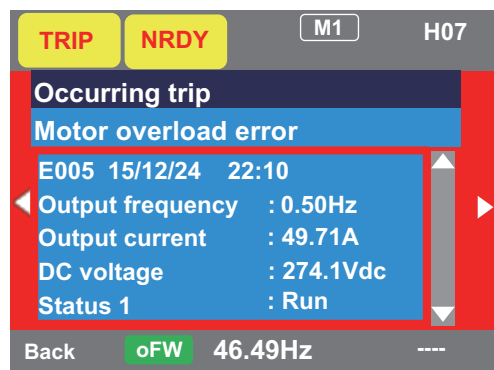 TRIP NRDY M1 H07
Occurring trip
Motor overload error
E005 15/12/24 22:10
Output frequency : 0.50Hz
Output current : 49.71A
DC voltage : 274.1Vdc
Status 1 : Run
Back oFW 46.49Hz ----